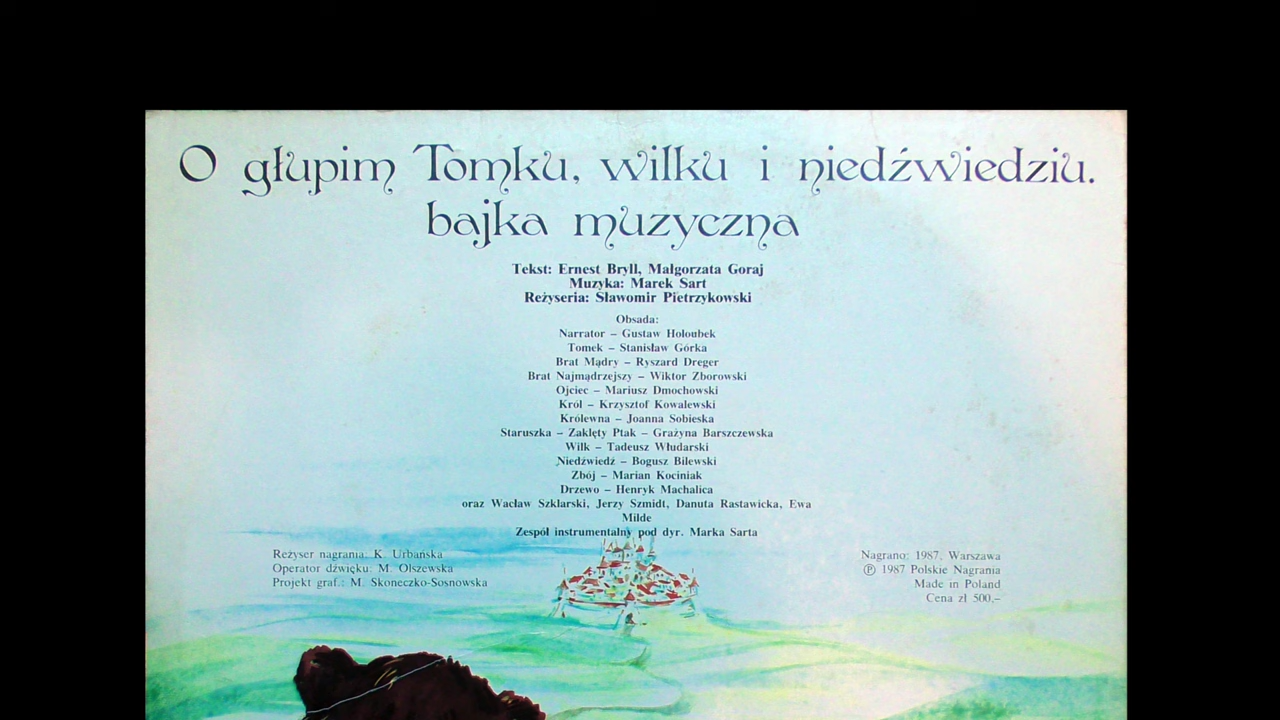 O głupim Tomku, wilku i niedźwiedziu.
bajka muzyczna
Tekst: Ernest Bryll, Małgorzata Goraj
Muzyka: Marek Sart
Reżyseria: Sławomir Pietrzykowski
Obsada:
Narrator – Gustaw Holoubek
Tomek – Stanisław Górka
Brat Mądry – Ryszard Dreger
Brat Najmądrzejszy – Wiktor Zborowski
Ojciec – Mariusz Dmochowski
Król – Krzysztof Kowalewski
Królewna – Joanna Sobieska
Staruszka – Zaklęty Ptak – Grażyna Barszczewska
Wilk – Tadeusz Włudarski
Niedźwiedź – Bogusz Bilewski
Zbój – Marian Kociniak
Drzewo – Henryk Machalica
oraz Wacław Szklarski, Jerzy Szmidt, Danuta Rastawicka, Ewa
Milde
Zespół instrumentalny pod dyr. Marka Sarta
Reżyser nagrania: K. Urbańska
Operator dźwięku: M. Olszewska
Projekt graf.: M. Skoneczko-Sosnowska
Nagrano: 1987, Warszawa
℗ 1987 Polskie Nagrania
Made in Poland
Cena zł 500,–